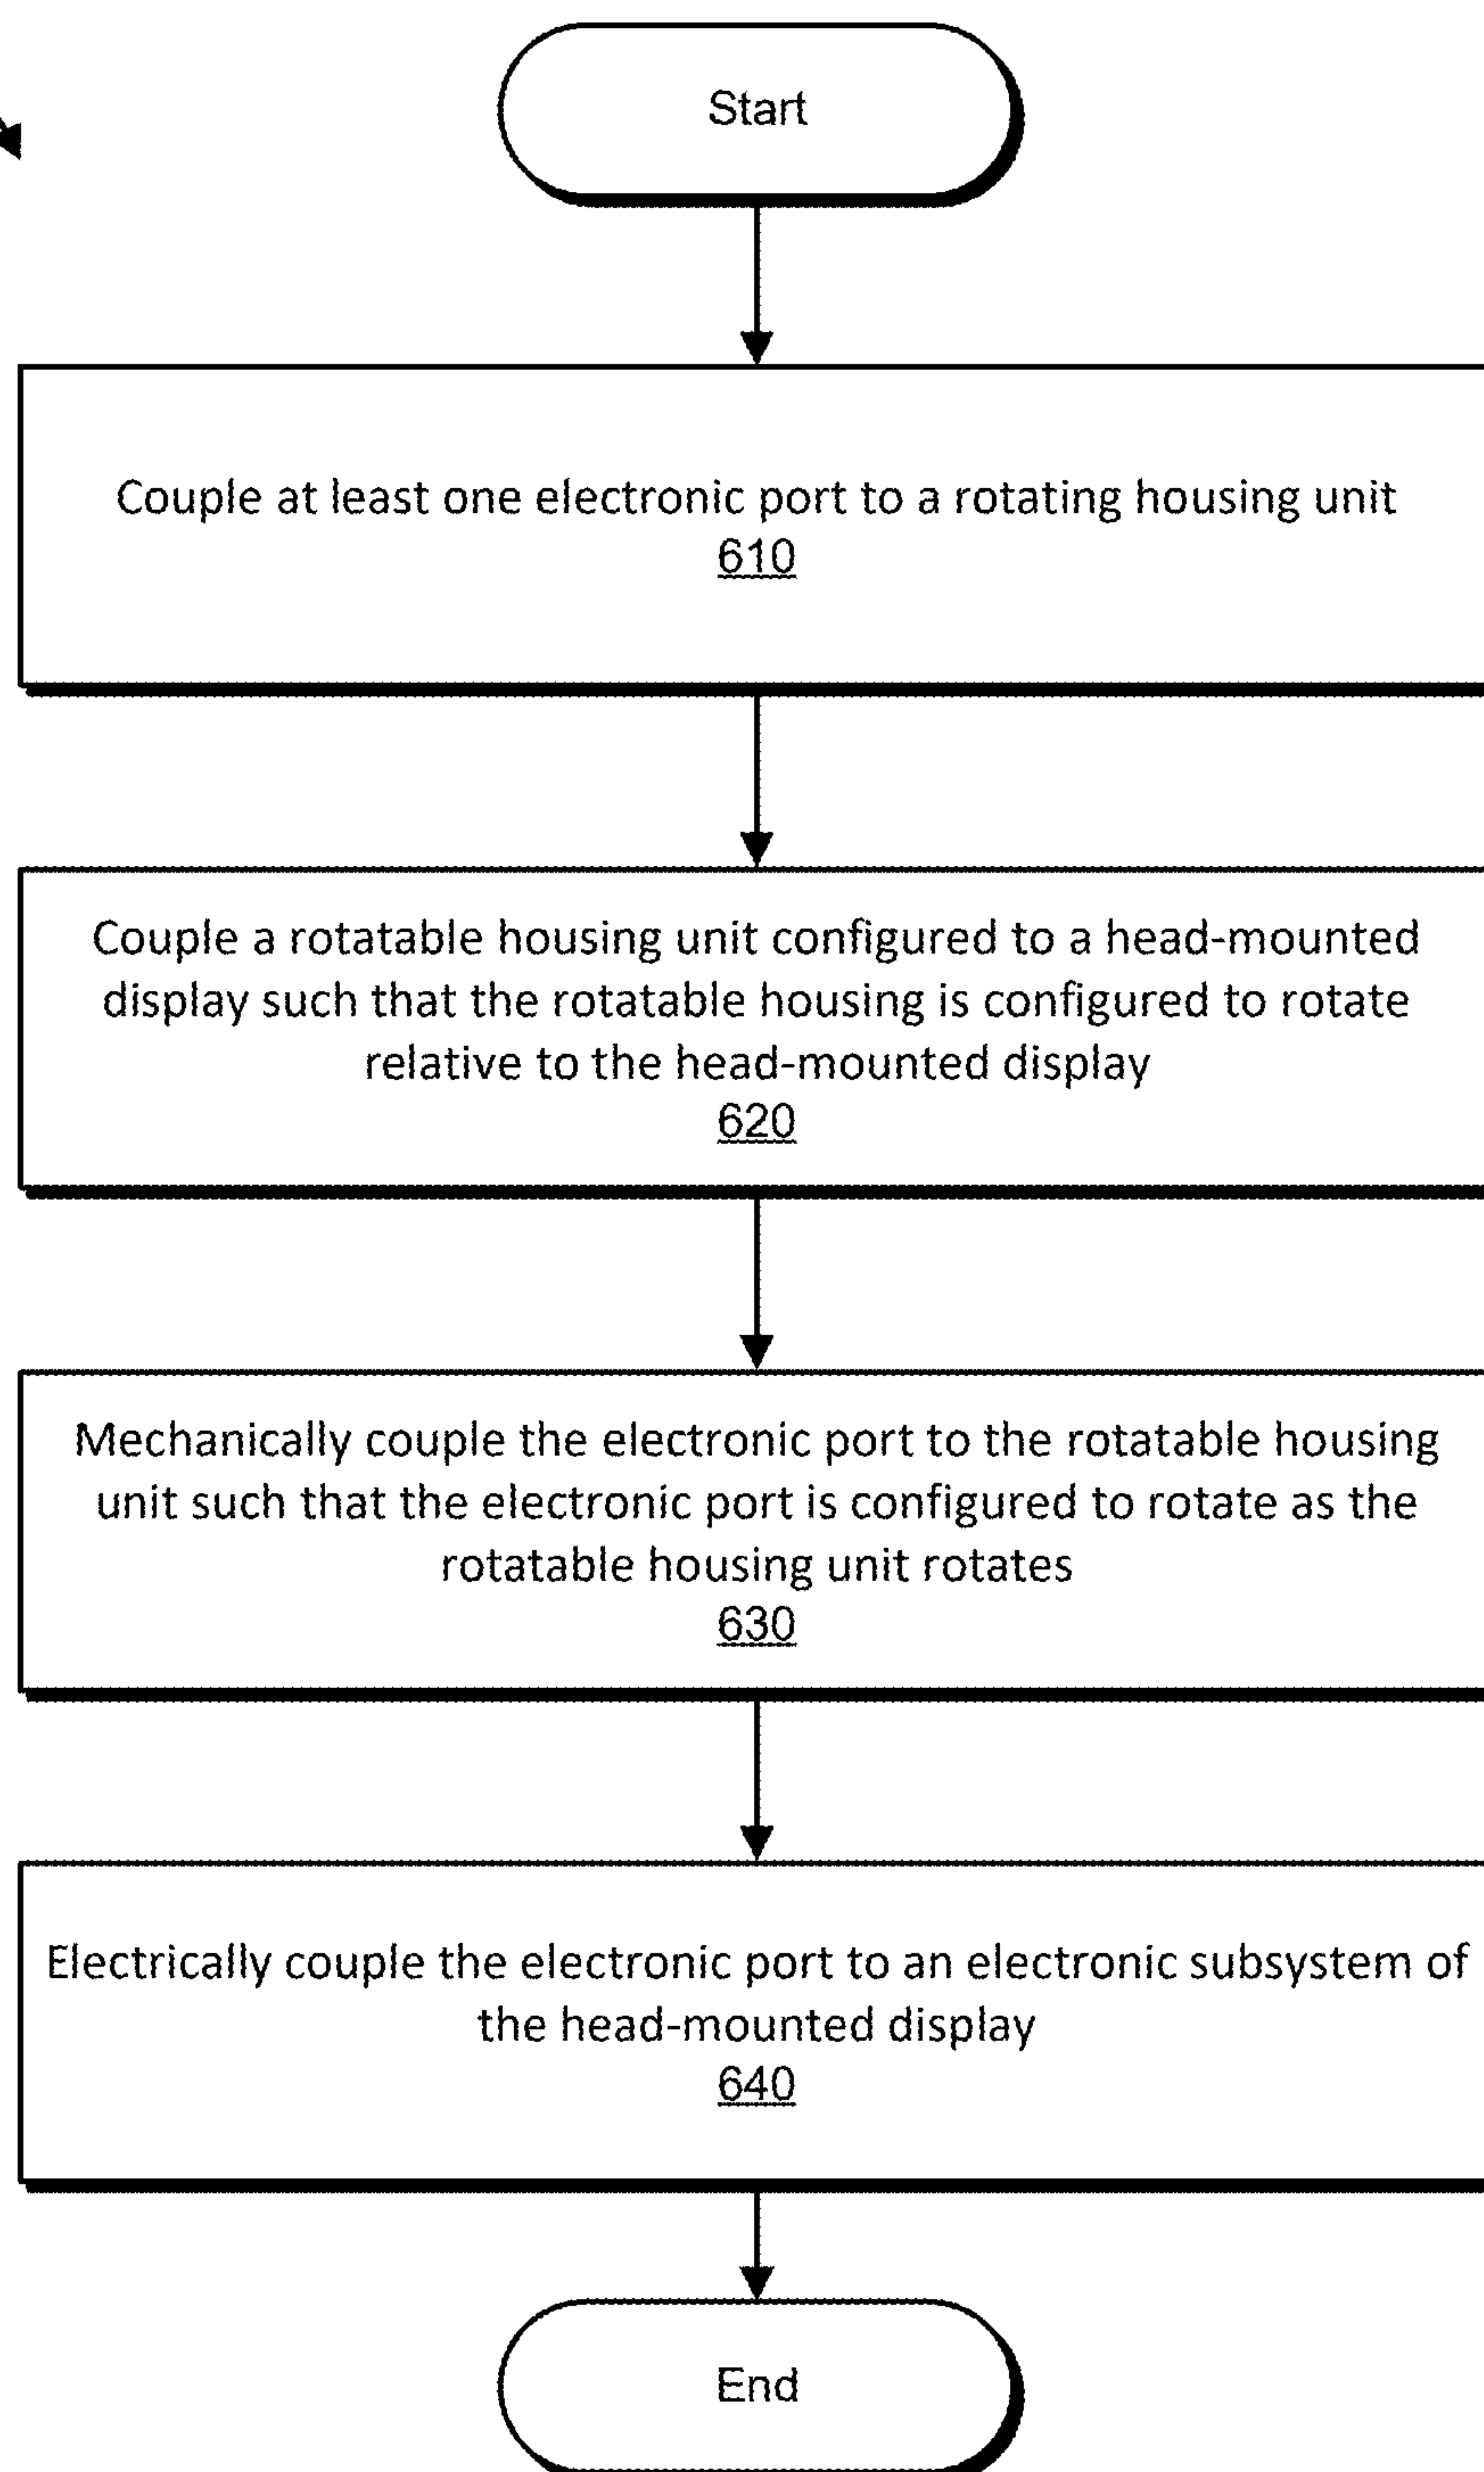 Start
Couple at least one electronic port to a rotating housing unit
610
Couple a rotatable housing unit configured to a head-mounted
display such that the rotatable housing is configured to rotate
relative to the head-mounted display
620
Mechanically couple the electronic port to the rotatable housing
unit such that the electronic port is configured to rotate as the
rotatable housing unit rotates
630
Electrically couple the electronic port to an electronic subsystem of
the head-mounted display
640
End